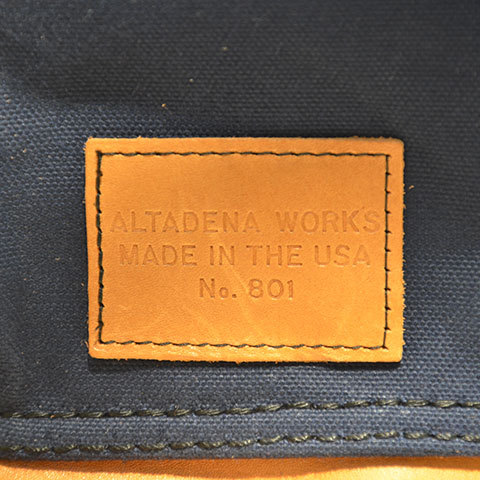 ALTADENA WORKS
MADE IN THE USA
No. 801